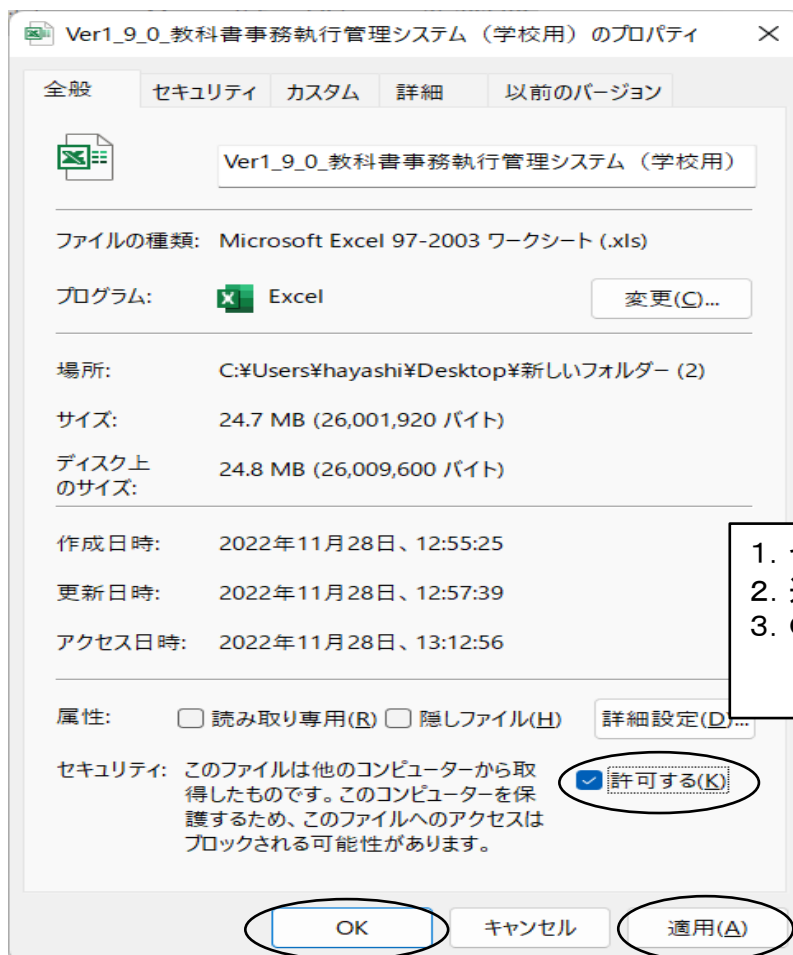 Ver1_9_0_教科書事務執行管理システム（学校用）のプロパティ
全般 セキュリティ カスタム 詳細 以前のバージョン
Ver1_9_0_教科書事務執行管理システム（学校用）
ファイルの種類: Microsoft Excel 97-2003 ワークシート (.xls)
プログラム: Excel 変更(C)...
場所: C:¥Users¥hayashi¥Desktop¥新しいフォルダー (2)
サイズ: 24.7 MB (26,001,920 バイト)
ディスク上
のサイズ: 24.8 MB (26,009,600 バイト)
作成日時: 2022年11月28日、12:55:25
更新日時: 2022年11月28日、12:57:39
アクセス日時: 2022年11月28日、13:12:56
1.
2.
3.
属性: 読み取り専用(R) 隠しファイル(H) 詳細設定(D)...
セキュリティ: このファイルは他のコンピューターから取
得したものです。このコンピューターを保
護するため、このファイルへのアクセスは
ブロックされる可能性があります。
許可する(K)
OK キャンセル 適用(A)